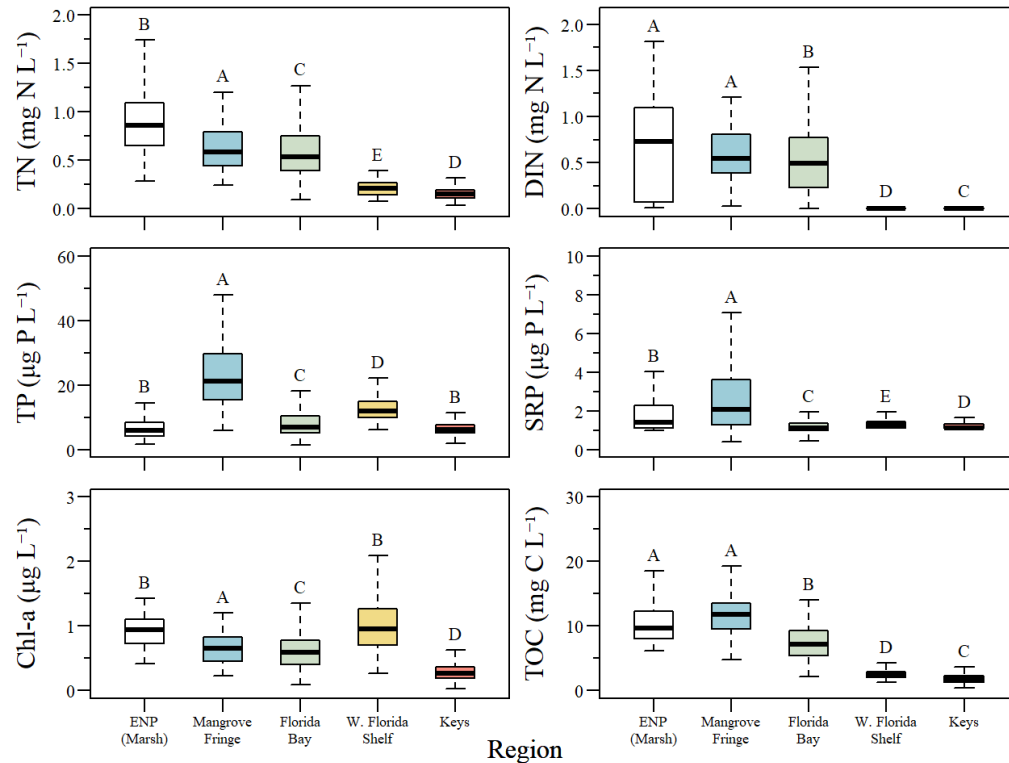 TN (mg N L⁻¹)
2.0
1.5
1.0
0.5
0.0
B
A
C
E
D
DIN (mg N L⁻¹)
2.0
1.5
1.0
0.5
0.0
A
A
B
D
C
TP (µg P L⁻¹)
60
40
20
0
B
A
C
D
B
SRP (µg P L⁻¹)
10
8
6
4
2
0
B
A
C
E
D
Chl-a (µg L⁻¹)
3
2
1
0
B
A
C
B
D
ENP
(Marsh)
Mangrove
Fringe
Florida
Bay
W. Florida
Shelf
Keys
TOC (mg C L⁻¹)
30
20
10
0
A
A
B
D
C
ENP
(Marsh)
Mangrove
Fringe
Florida
Bay
W. Florida
Shelf
Keys
Region